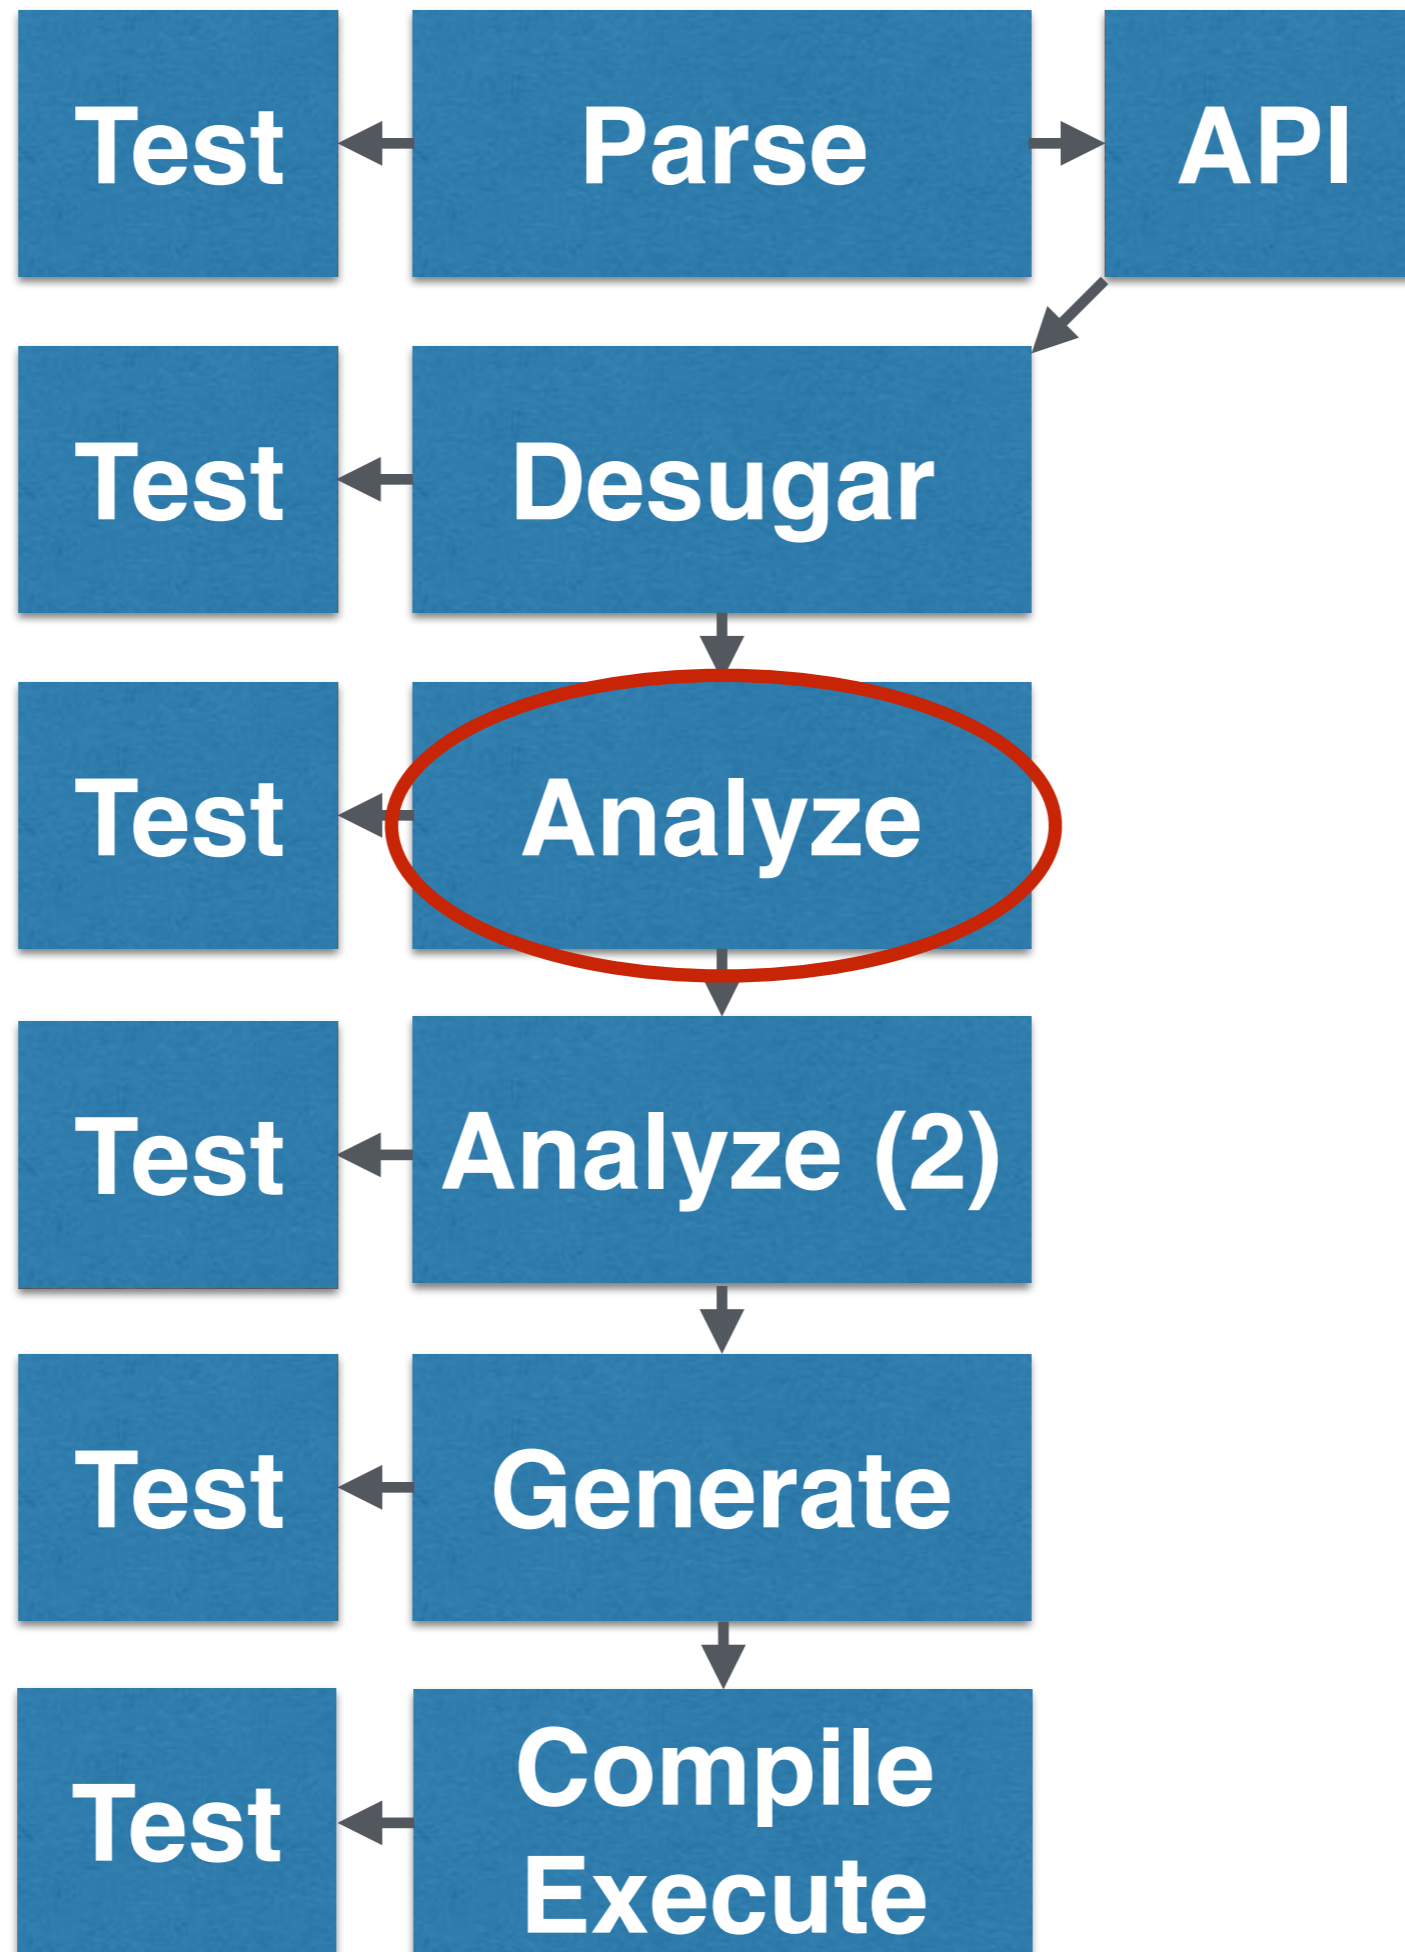 Test
Parse
API
Test
Desugar
Test
Analyze
Test
Analyze (2)
Test
Generate
Test
Compile
Execute